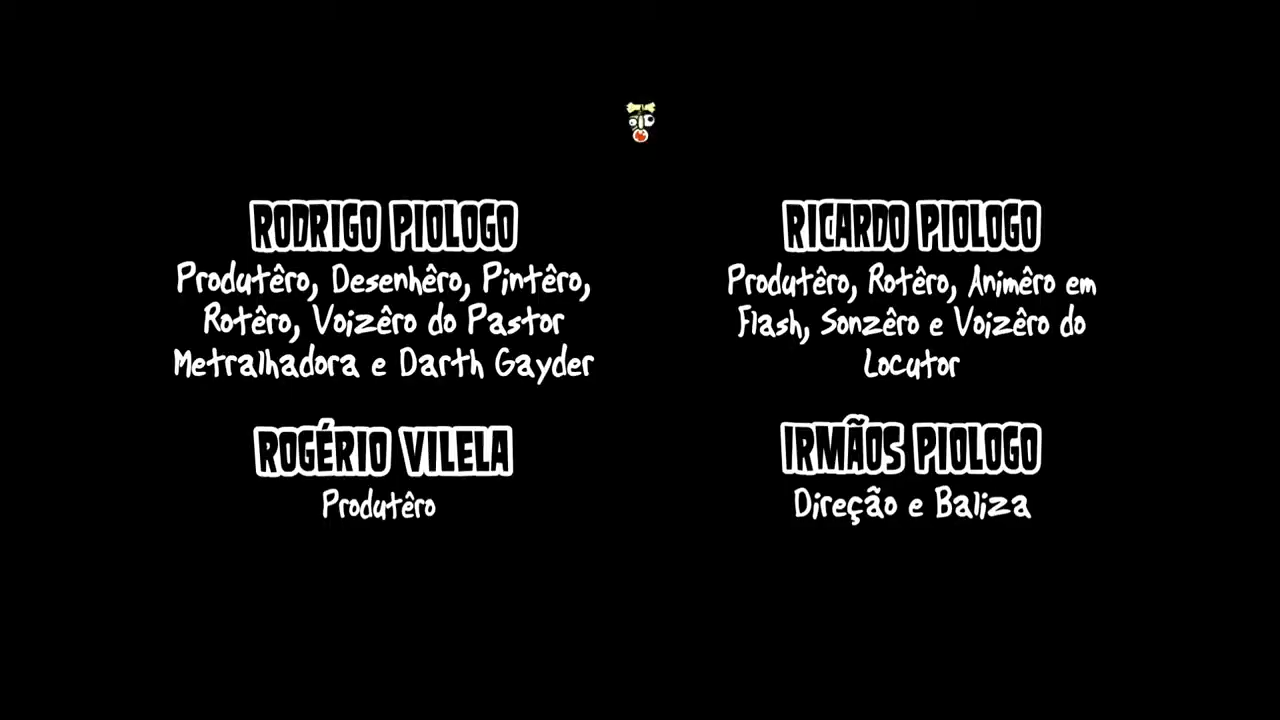 RODRIGO PIOLOGO
Produtêro, Desenhêro, Pintêro,
Rotêro, Voizêro do Pastor
Metralhadora e Darth Gayder
RICARDO PIOLOGO
Produtêro, Rotêro, Animêro em
Flash, Sonzêro e Voizêro do
Locutor
ROGÉRIO VILELA
Produtêro
IRMÃOS PIOLOGO
Direção e Baliza